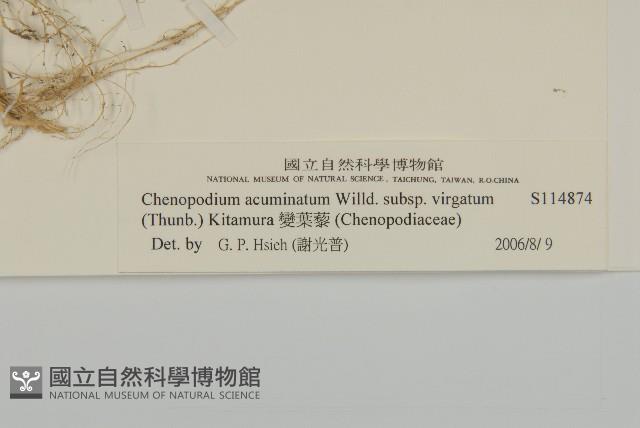 國立自然科學博物館
NATIONAL MUSEUM OF NATURAL SCIENCE, TAICHUNG, TAIWAN, R.O.CHINA
Chenopodium acuminatum Willd. subsp. virgatum S114874
(Thunb.) Kitamura 變葉藜 (Chenopodiaceae)
Det. by G. P. Hsieh (謝光普) 2006/8/ 9
國立自然科學博物館
NATIONAL MUSEUM OF NATURAL SCIENCE